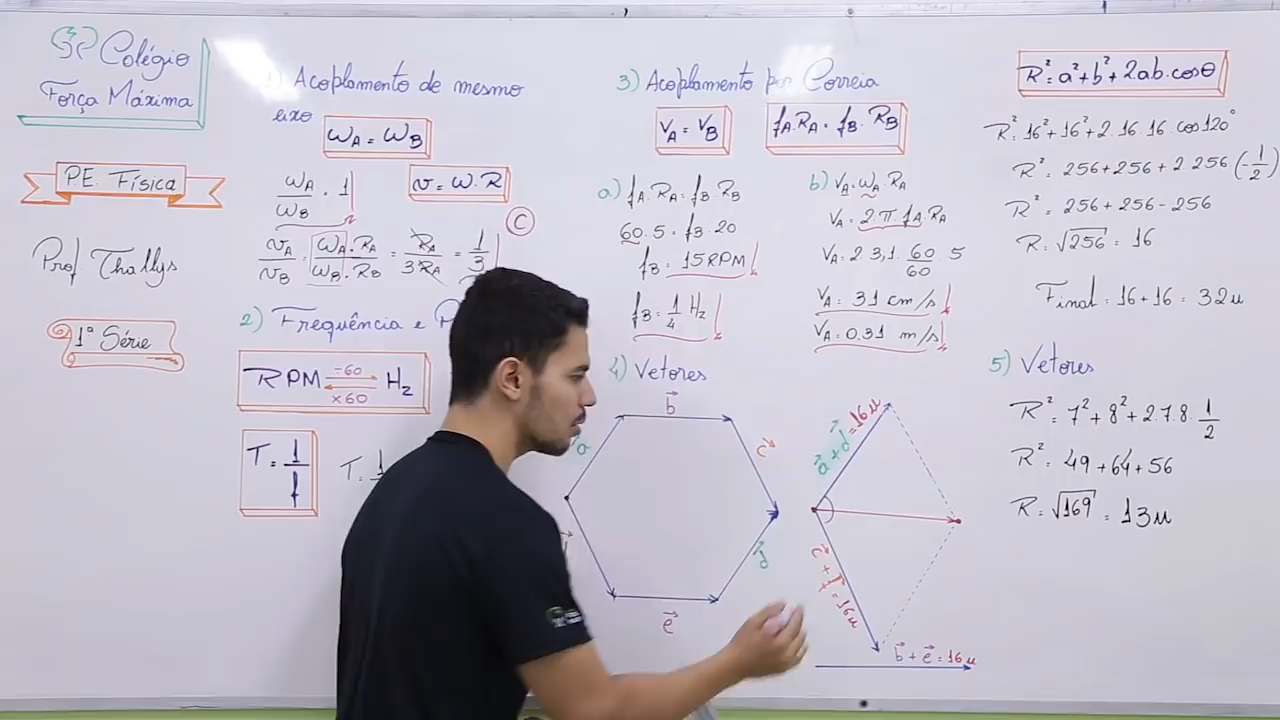 Colégio
Força Máxima
P.E. Física
Prof Thallys
1ª Série
1) Acoplamento de mesmo
eixo
ωA = ωB
v = ω.R
ωA/ωB = 1
vA/vB = ωA.RA/ωB.RB = RA/3RA = 1/3
C
2) Frequência e
RPM ÷60 ×60 Hz
T = 1/f
3) Acoplamento por Correia
VA = VB
fA.RA = fB.RB
a) fA.RA = fB.RB
60.5 = fB.20
fB = 15RPM
fB = 1/4 Hz
b) VA = ωA.RA
VA = 2.π.fA.RA
VA = 2.3,1.60/60.5
VA = 31 cm/s
VA = 0.31 m/s
4) Vetores
a
b
c
d
e
a+d = 16u
c+f = 16u
b+e = 16u
R² = a²+b²+2ab.cosθ
R² = 16²+16²+2.16.16.cos120°
R² = 256+256+2.256(-1/2)
R² = 256+256-256
R = √256 = 16
Final = 16+16 = 32u
5) Vetores
R² = 7²+8²+2.7.8.1/2
R² = 49+64+56
R = √169 = 13u